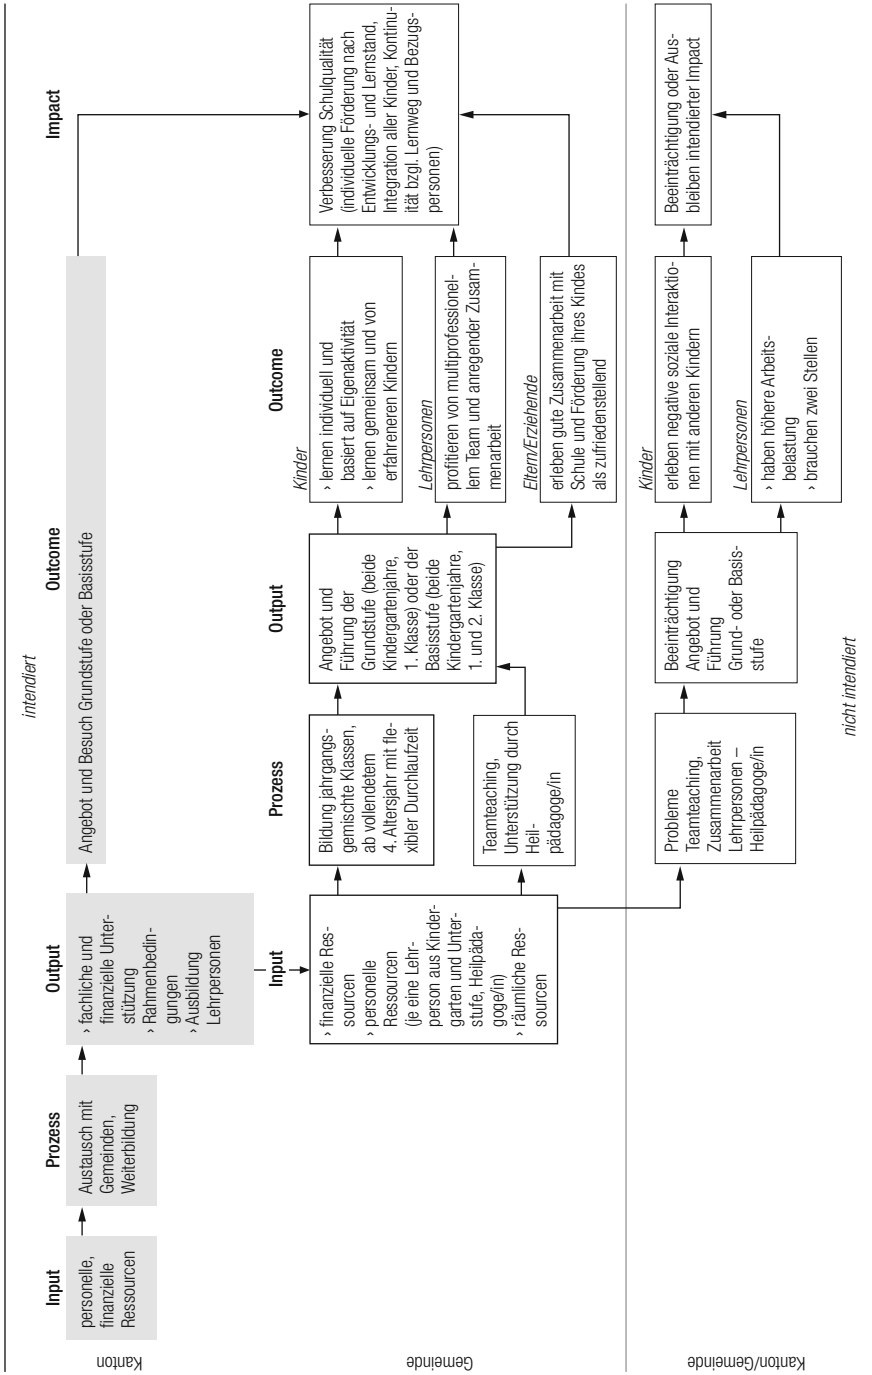 intendiert
Kanton
Input
personelle,
finanzielle
Ressourcen
Prozess
Austausch mit
Gemeinden,
Weiterbildung
Output
› fachliche und
finanzielle Unter-
stützung
› Rahmenbedin-
gungen
› Ausbildung
Lehrpersonen
Outcome
Angebot und Besuch Grundstufe oder Basisstufe
Impact
Gemeinde
Input
› finanzielle Res-
sourcen
› personelle
Ressourcen
(je eine Lehr-
person aus Kinder-
garten und Unter-
stufe, Heilpäda-
goge/in)
› räumliche Res-
sourcen
Prozess
Bildung jahrgangs-
gemischte Klassen,
ab vollendetem
4. Altersjahr mit fle-
xibler Durchlaufzeit
Teamteaching,
Unterstützung durch
Heil-
pädagoge/in
Output
Angebot und
Führung der
Grundstufe (beide
Kindergartenjahre,
1. Klasse) oder der
Basisstufe (beide
Kindergartenjahre,
1. und 2. Klasse)
Outcome
Kinder
› lernen individuell und
basiert auf Eigenaktivität
› lernen gemeinsam und von
erfahreneren Kindern
Lehrpersonen
profitieren von multiprofessionel-
lem Team und anregender Zusam-
menarbeit
Eltern/Erziehende
erleben gute Zusammenarbeit mit
Schule und Förderung ihres Kindes
als zufriedenstellend
Verbesserung Schulqualität
(individuelle Förderung nach
Entwicklungs- und Lernstand,
Integration aller Kinder, Kontinu-
ität bzgl. Lernweg und Bezugs-
personen)
Kanton/Gemeinde
Probleme
Teamteaching,
Zusammenarbeit
Lehrpersonen –
Heilpädagoge/in
Beeinträchtigung
Angebot und
Führung
Grund- oder Basis-
stufe
Kinder
erleben negative soziale Interaktio-
nen mit anderen Kindern
Lehrpersonen
› haben höhere Arbeits-
belastung
› brauchen zwei Stellen
Beeinträchtigung oder Aus-
bleiben intendierter Impact
nicht intendiert